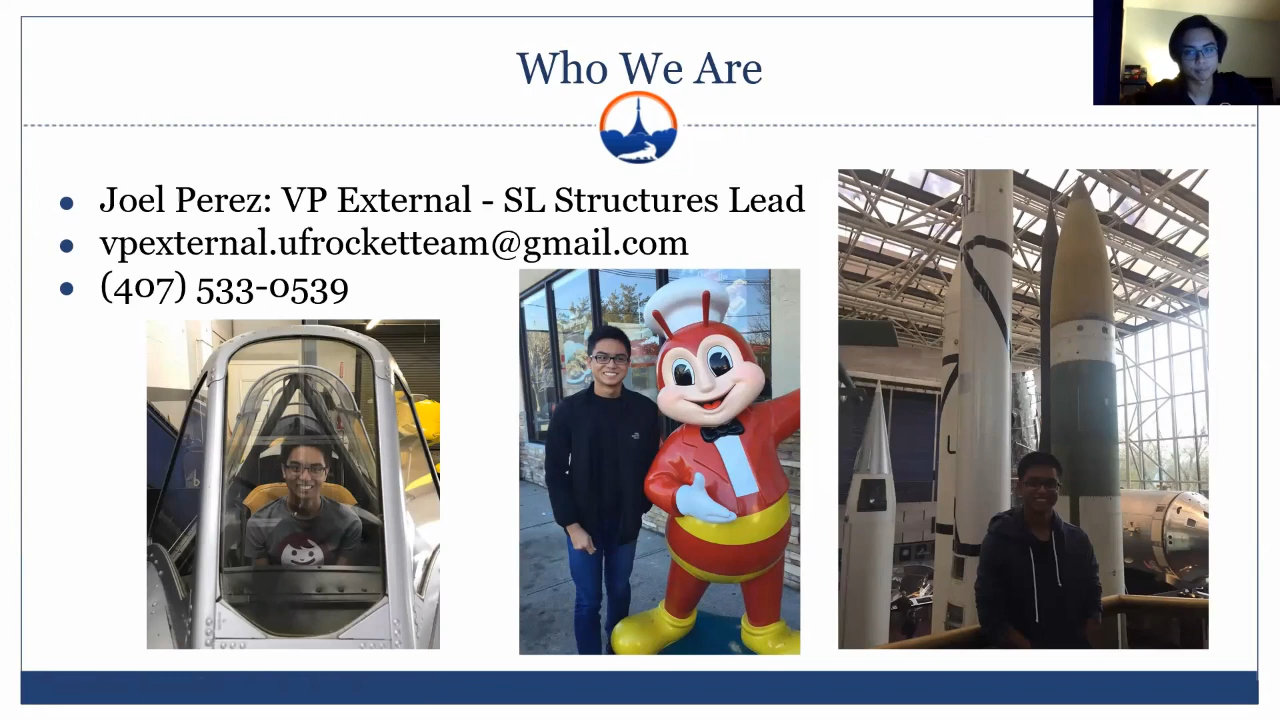 Who We Are
Joel Perez: VP External - SL Structures Lead
vpexternal.ufrocketteam@gmail.com
(407) 533-0539